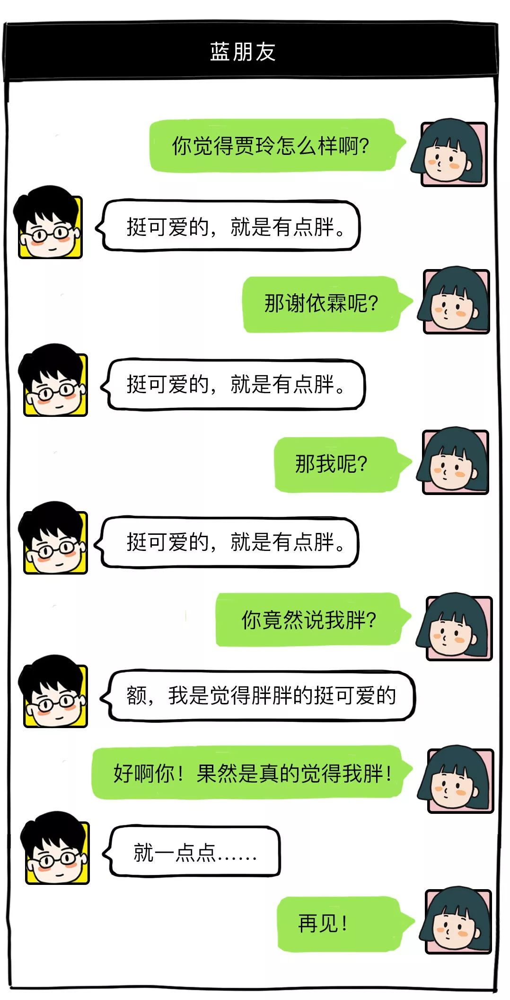 蓝朋友
你觉得贾玲怎么样啊？
挺可爱的，就是有点胖。
那谢依霖呢？
挺可爱的，就是有点胖。
那我呢？
挺可爱的，就是有点胖。
你竟然说我胖？
额，我是觉得胖胖的挺可爱的
好啊你！果然是真的觉得我胖！
就一点点……
再见！